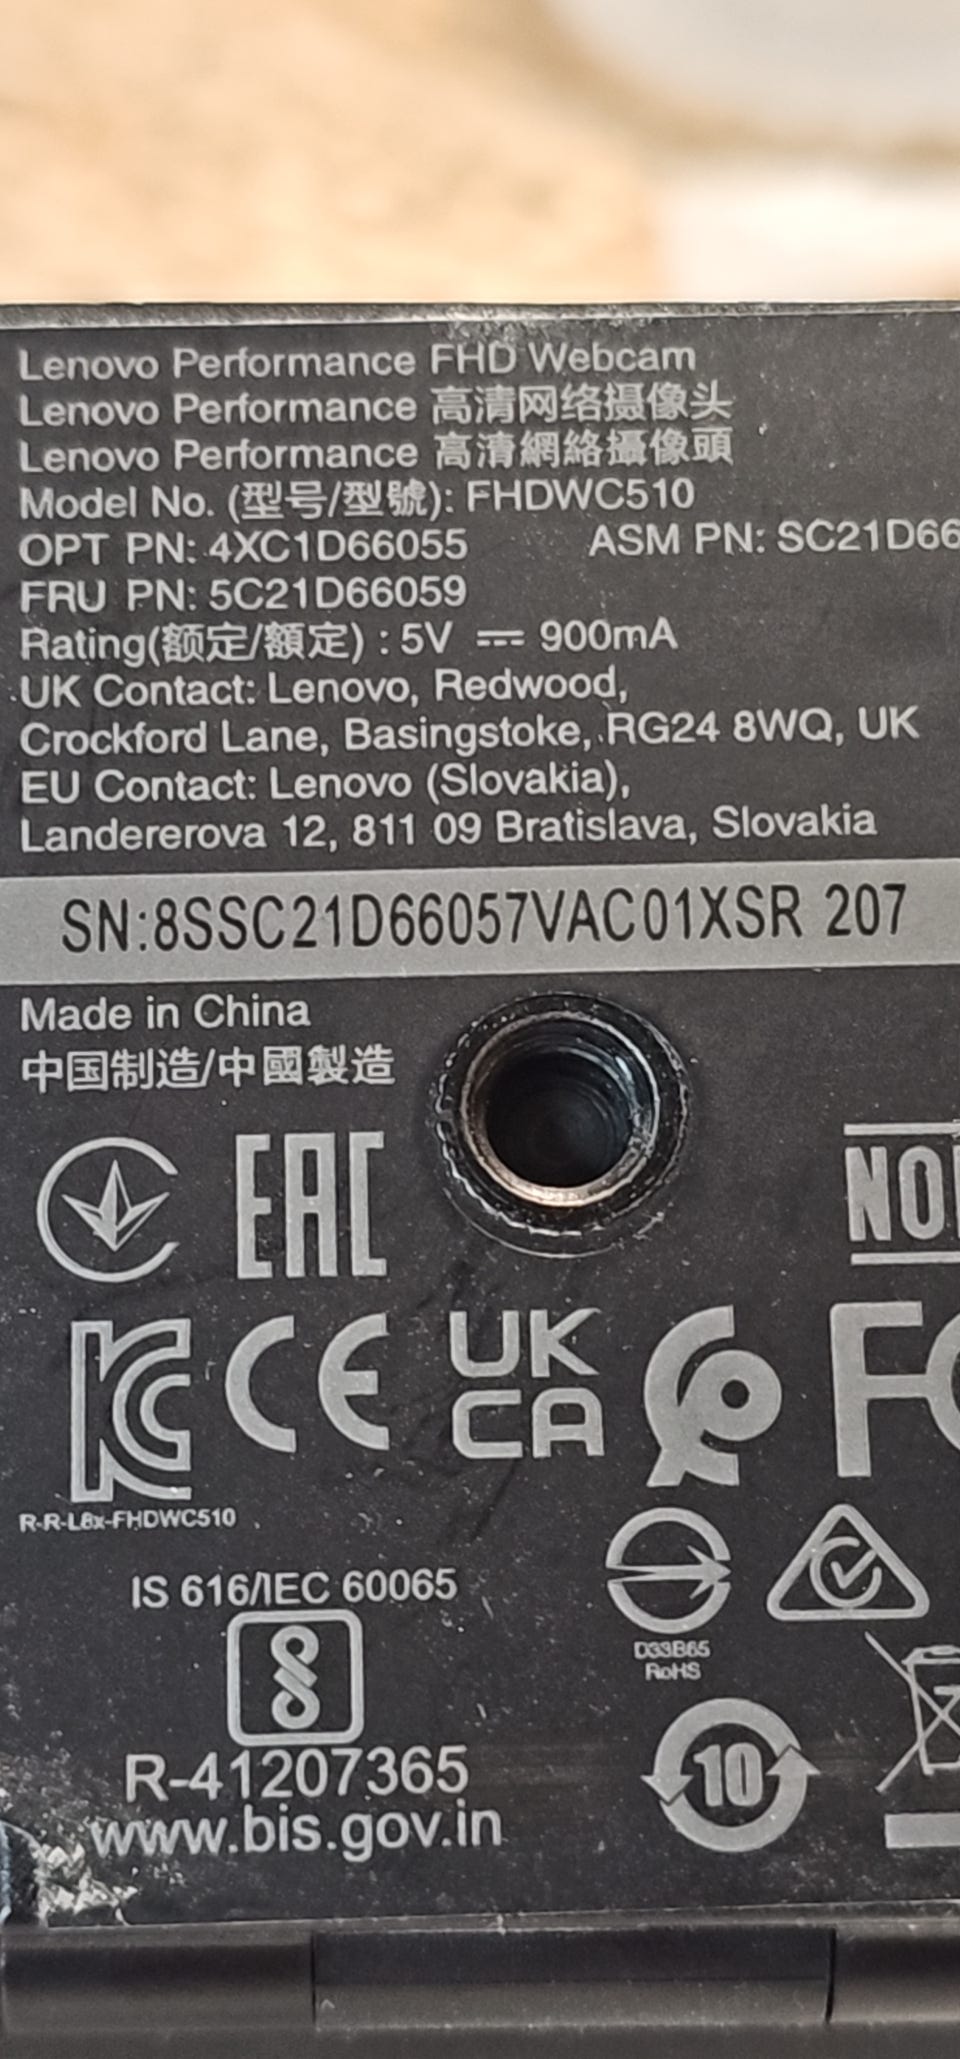 Lenovo Performance FHD Webcam
Lenovo Performance 高清网络摄像头
Lenovo Performance 高清網絡攝像頭
Model No. (型号/型號): FHDWC510
OPT PN: 4XC1D66055 ASM PN: SC21D66
FRU PN: 5C21D66059
Rating(额定/額定) : 5V ⎓ 900mA
UK Contact: Lenovo, Redwood,
Crockford Lane, Basingstoke, RG24 8WQ, UK
EU Contact: Lenovo (Slovakia),
Landererova 12, 811 09 Bratislava, Slovakia
SN:8SSC21D66057VAC01XSR 207
Made in China
中国制造/中國製造
EAC
NO
KC CE UK CA FC
R-R-L8x-FHDWC510
IS 616/IEC 60065
D33B65
RoHS
R-41207365
10
www.bis.gov.in